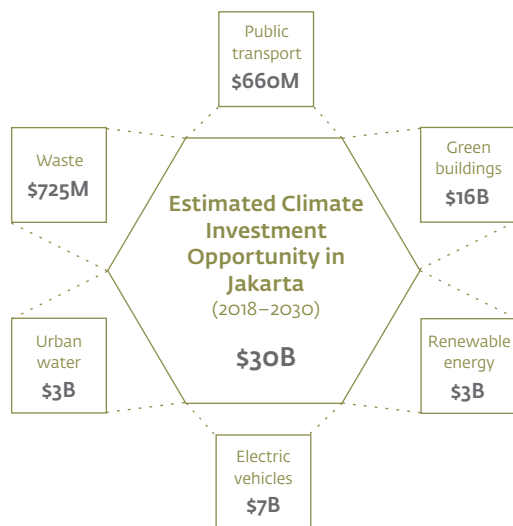 Public
transport
$660M
Waste
$725M
Green
buildings
$16B
Estimated Climate
Investment
Opportunity in
Jakarta
(2018–2030)
$30B
Urban
water
$3B
Renewable
energy
$3B
Electric
vehicles
$7B